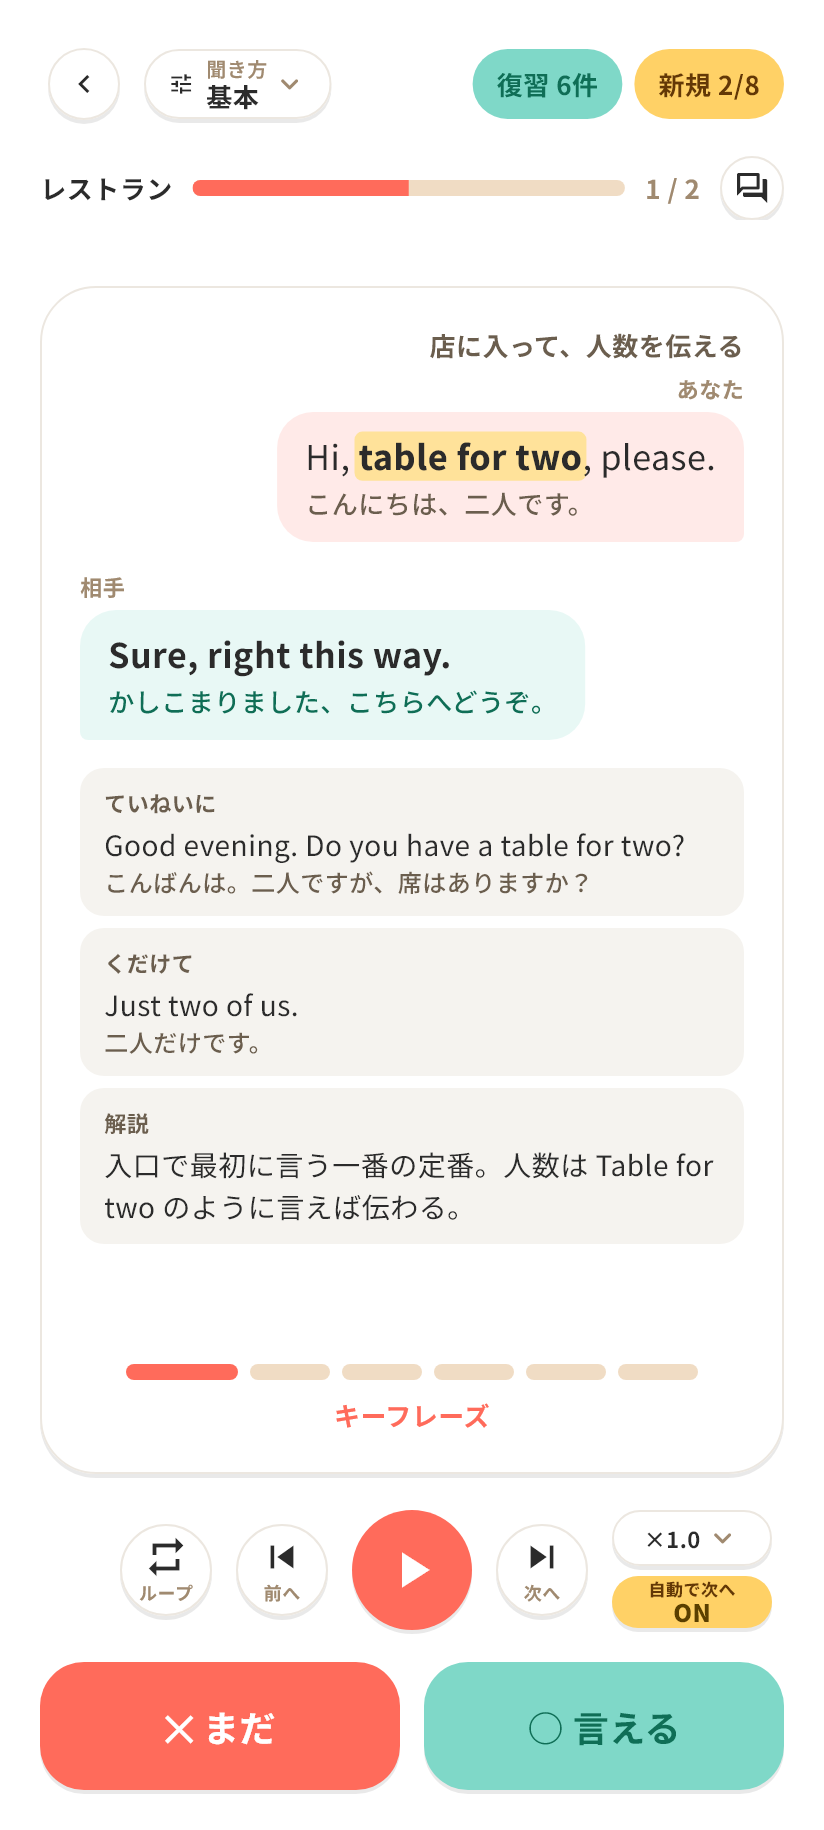 聞き方
基本
復習 6件
新規 2/8
レストラン
1 / 2
店に入って、人数を伝える
あなた
Hi, table for two, please.
こんにちは、二人です。
相手
Sure, right this way.
かしこまりました、こちらへどうぞ。
ていねいに
Good evening. Do you have a table for two?
こんばんは。二人ですが、席はありますか？
くだけて
Just two of us.
二人だけです。
解説
入口で最初に言う一番の定番。人数は Table for
two のように言えば伝わる。
キーフレーズ
ループ
前へ
次へ
×1.0
自動で次へ
ON
× まだ
○ 言える